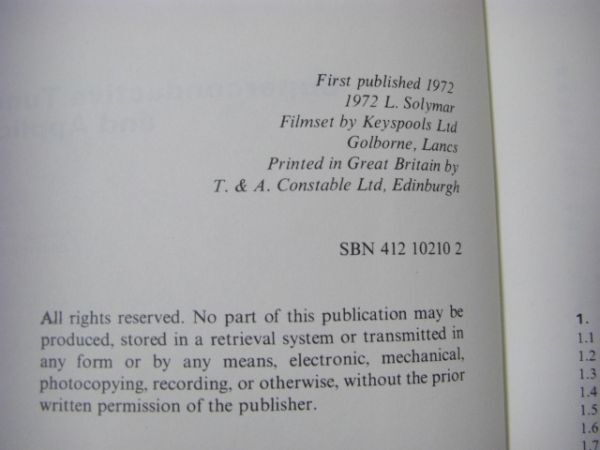 First published 1972
1972 L. Solymar
Filmset by Keyspools Ltd
Golborne, Lancs
Printed in Great Britain by
T. & A. Constable Ltd, Edinburgh
SBN 412 10210 2
All rights reserved. No part of this publication may be
produced, stored in a retrieval system or transmitted in
any form or by any means, electronic, mechanical,
photocopying, recording, or otherwise, without the prior
written permission of the publisher.
1.
1.1
1.2
1.3
1.4
1.5
1.6
1.7